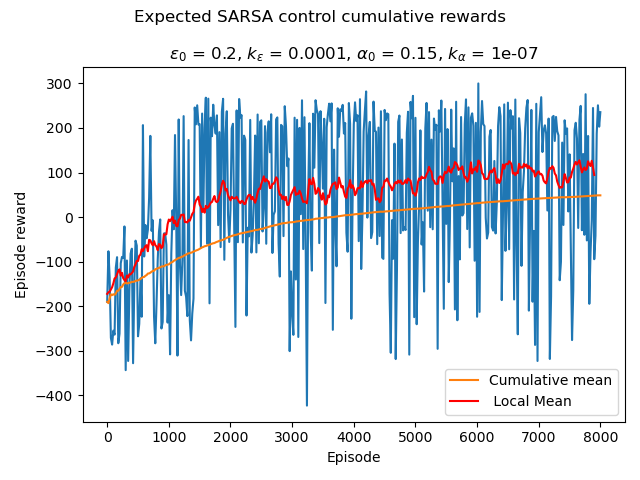 Expected SARSA control cumulative rewards
ε₀ = 0.2, kε = 0.0001, α₀ = 0.15, kα = 1e-07
Episode reward
300
200
100
0
−100
−200
−300
−400
0 1000 2000 3000 4000 5000 6000 7000 8000
Episode
Cumulative mean
Local Mean